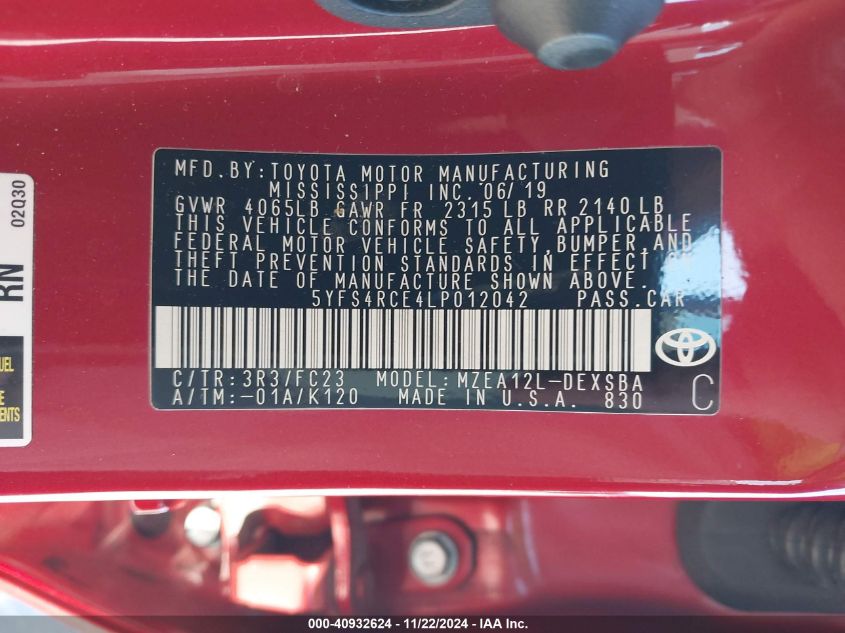 MFD.BY:TOYOTA MOTOR MANUFACTURING
MISSISSIPPI INC. 06/19
GVWR 4065LB GAWR FR 2315 LB RR 2140 LB
THIS VEHICLE CONFORMS TO ALL APPLICABLE
FEDERAL MOTOR VEHICLE SAFETY, BUMPER, AND
THEFT PREVENTION STANDARDS IN EFFECT ON
THE DATE OF MANUFACTURE SHOWN ABOVE.
5YFS4RCE4LP012042 PASS.CAR
C/TR:3R3/FC23 MODEL:MZEA12L-DEXSBA
A/TM:-01A/K120 MADE IN U.S.A. 830
C
02Q30
RN
UEL
E
ENTS
000-40932624 - 11/22/2024 - IAA Inc.